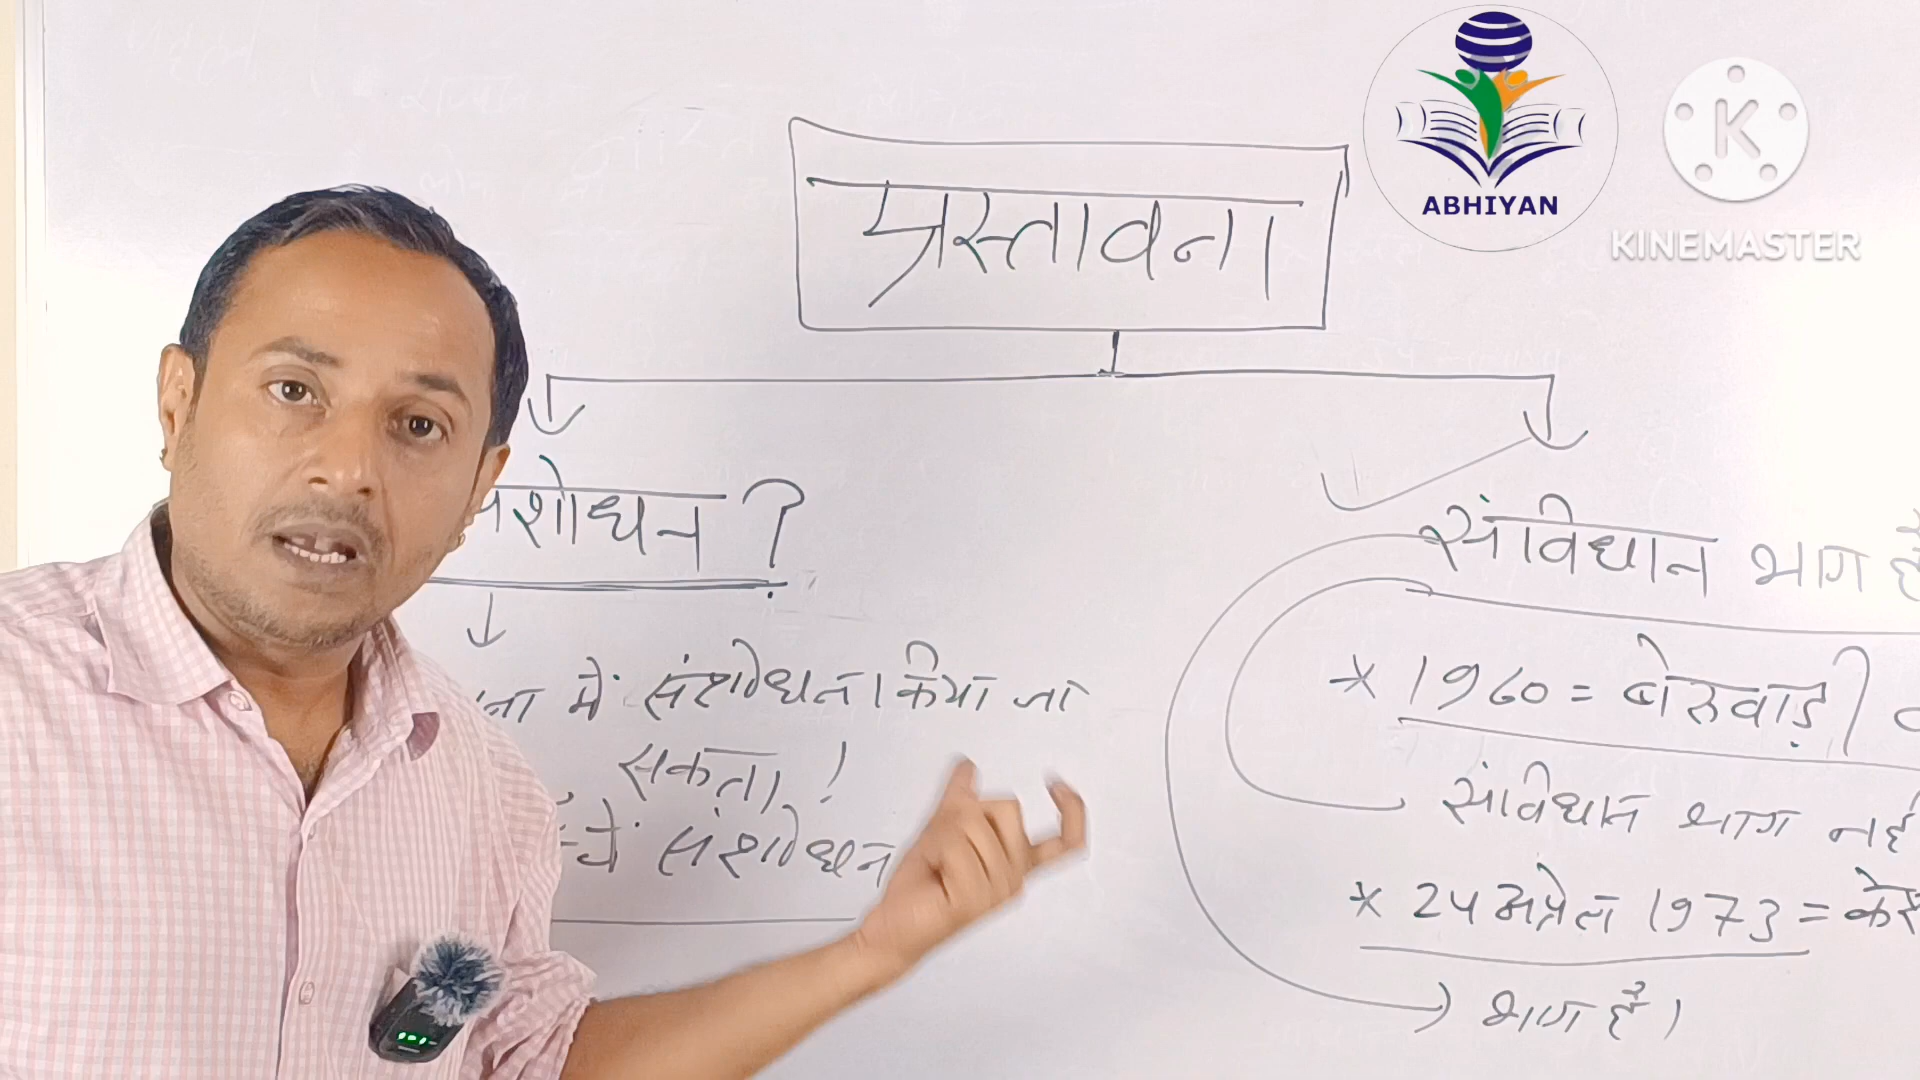 ABHIYAN
KINEMASTER
प्रस्तावना
संशोधन ?
में संशोधन किया जा
सकता ।
में संशोधन
संविधान भाग है
* 1960 = बेरुवाड़ी
संविधान भाग नही
* 24 अप्रैल 1973 =
भाग है ।